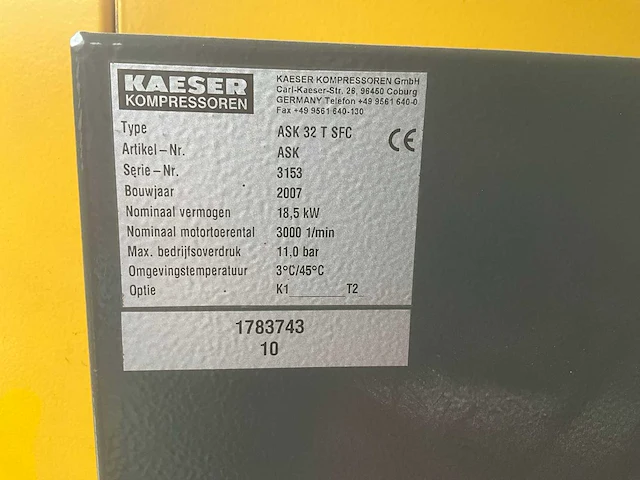 KAESER
KOMPRESSOREN
KAESER KOMPRESSOREN GmbH
Carl-Kaeser-Str. 26, 96450 Coburg
GERMANY Telefon +49 9561 640-0
Fax +49 9561 640-130
CE
Type ASK 32 T SFC
Artikel–Nr. ASK
Serie–Nr. 3153
Bouwjaar 2007
Nominaal vermogen 18,5 kW
Nominaal motortoerental 3000 1/min
Max. bedrijfsoverdruk 11,0 bar
Omgevingstemperatuur 3°C/45°C
Optie K1______ T2
1783743
10